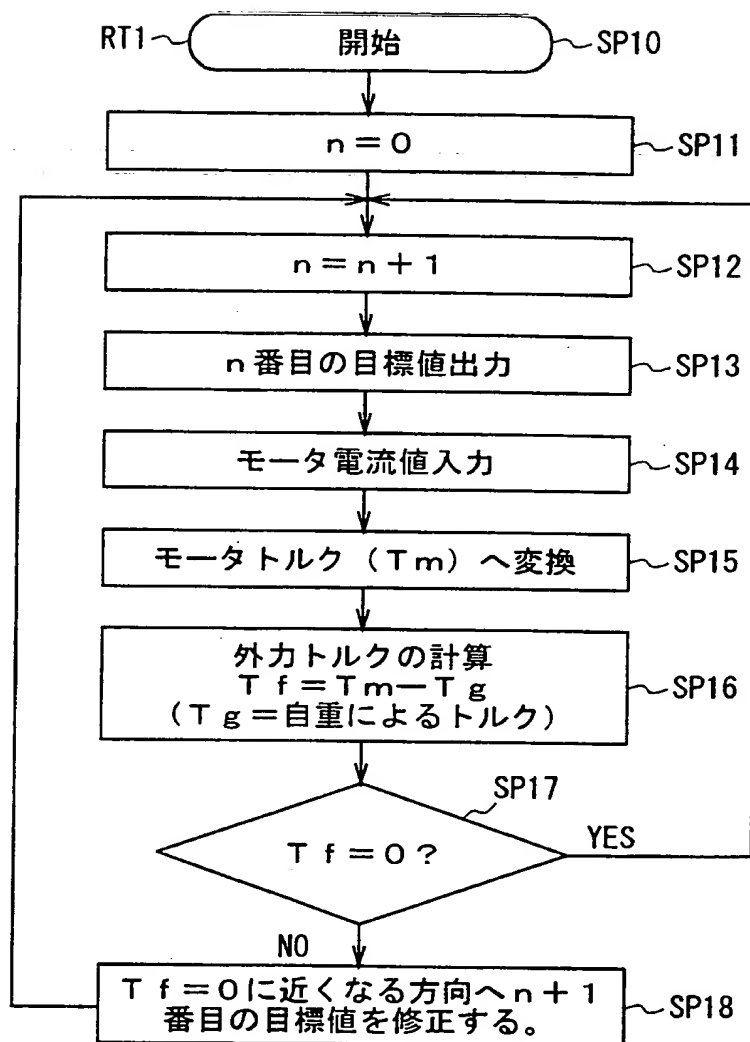 RT1
開始
SP10
n=0
SP11
n=n+1
SP12
n番目の目標値出力
SP13
モータ電流値入力
SP14
モータトルク(Tm)へ変換
SP15
外力トルクの計算
Tf=Tm-Tg
(Tg=自重によるトルク)
SP16
SP17
Tf=0?
YES
NO
Tf=0に近くなる方向へn+1
番目の目標値を修正する。
SP18